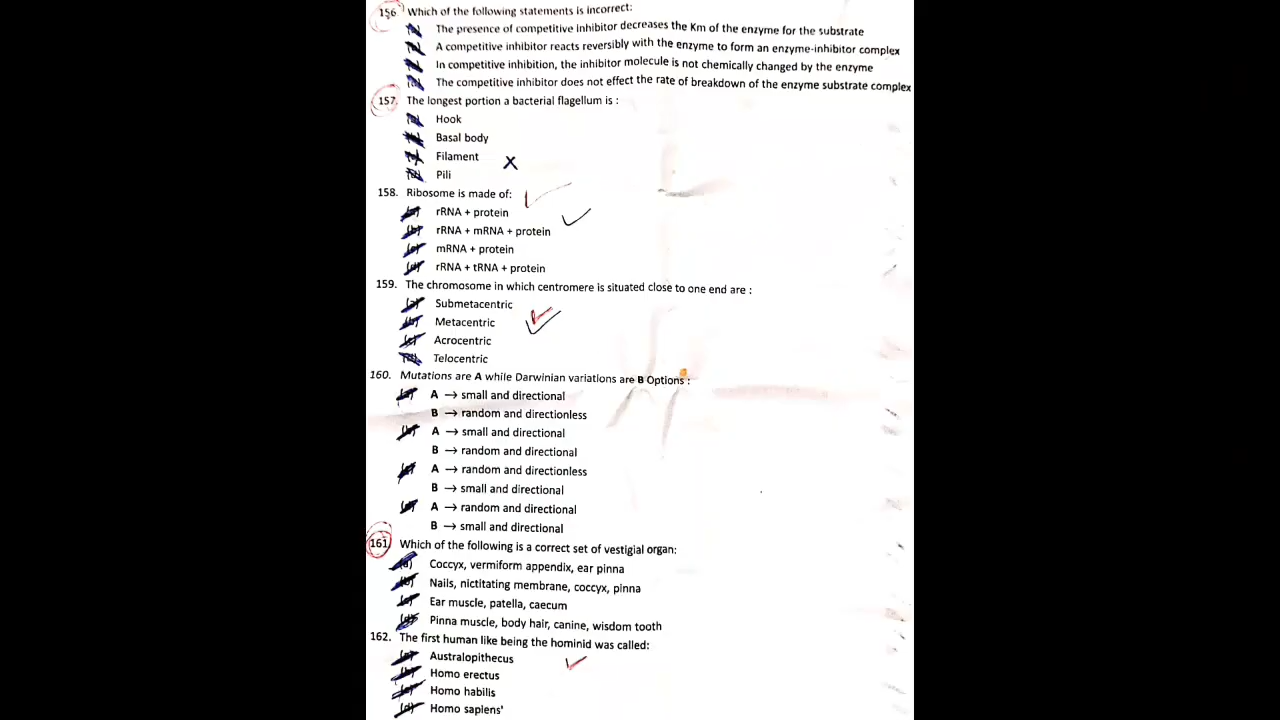 156. Which of the following statements is incorrect:
The presence of competitive inhibitor decreases the Km of the enzyme for the substrate
A competitive inhibitor reacts reversibly with the enzyme to form an enzyme-inhibitor complex
In competitive inhibition, the inhibitor molecule is not chemically changed by the enzyme
The competitive inhibitor does not effect the rate of breakdown of the enzyme substrate complex
157. The longest portion a bacterial flagellum is :
Hook
Basal body
Filament
Pili
158. Ribosome is made of:
rRNA + protein
rRNA + mRNA + protein
mRNA + protein
rRNA + tRNA + protein
159. The chromosome in which centromere is situated close to one end are :
Submetacentric
Metacentric
Acrocentric
Telocentric
160. Mutations are A while Darwinian variations are B Options :
A → small and directional
B → random and directionless
A → small and directional
B → random and directional
A → random and directionless
B → small and directional
A → random and directional
B → small and directional
161. Which of the following is a correct set of vestigial organ:
Coccyx, vermiform appendix, ear pinna
Nails, nictitating membrane, coccyx, pinna
Ear muscle, patella, caecum
Pinna muscle, body hair, canine, wisdom tooth
162. The first human like being the hominid was called:
Australopithecus
Homo erectus
Homo habilis
(d) Homo sapiens'